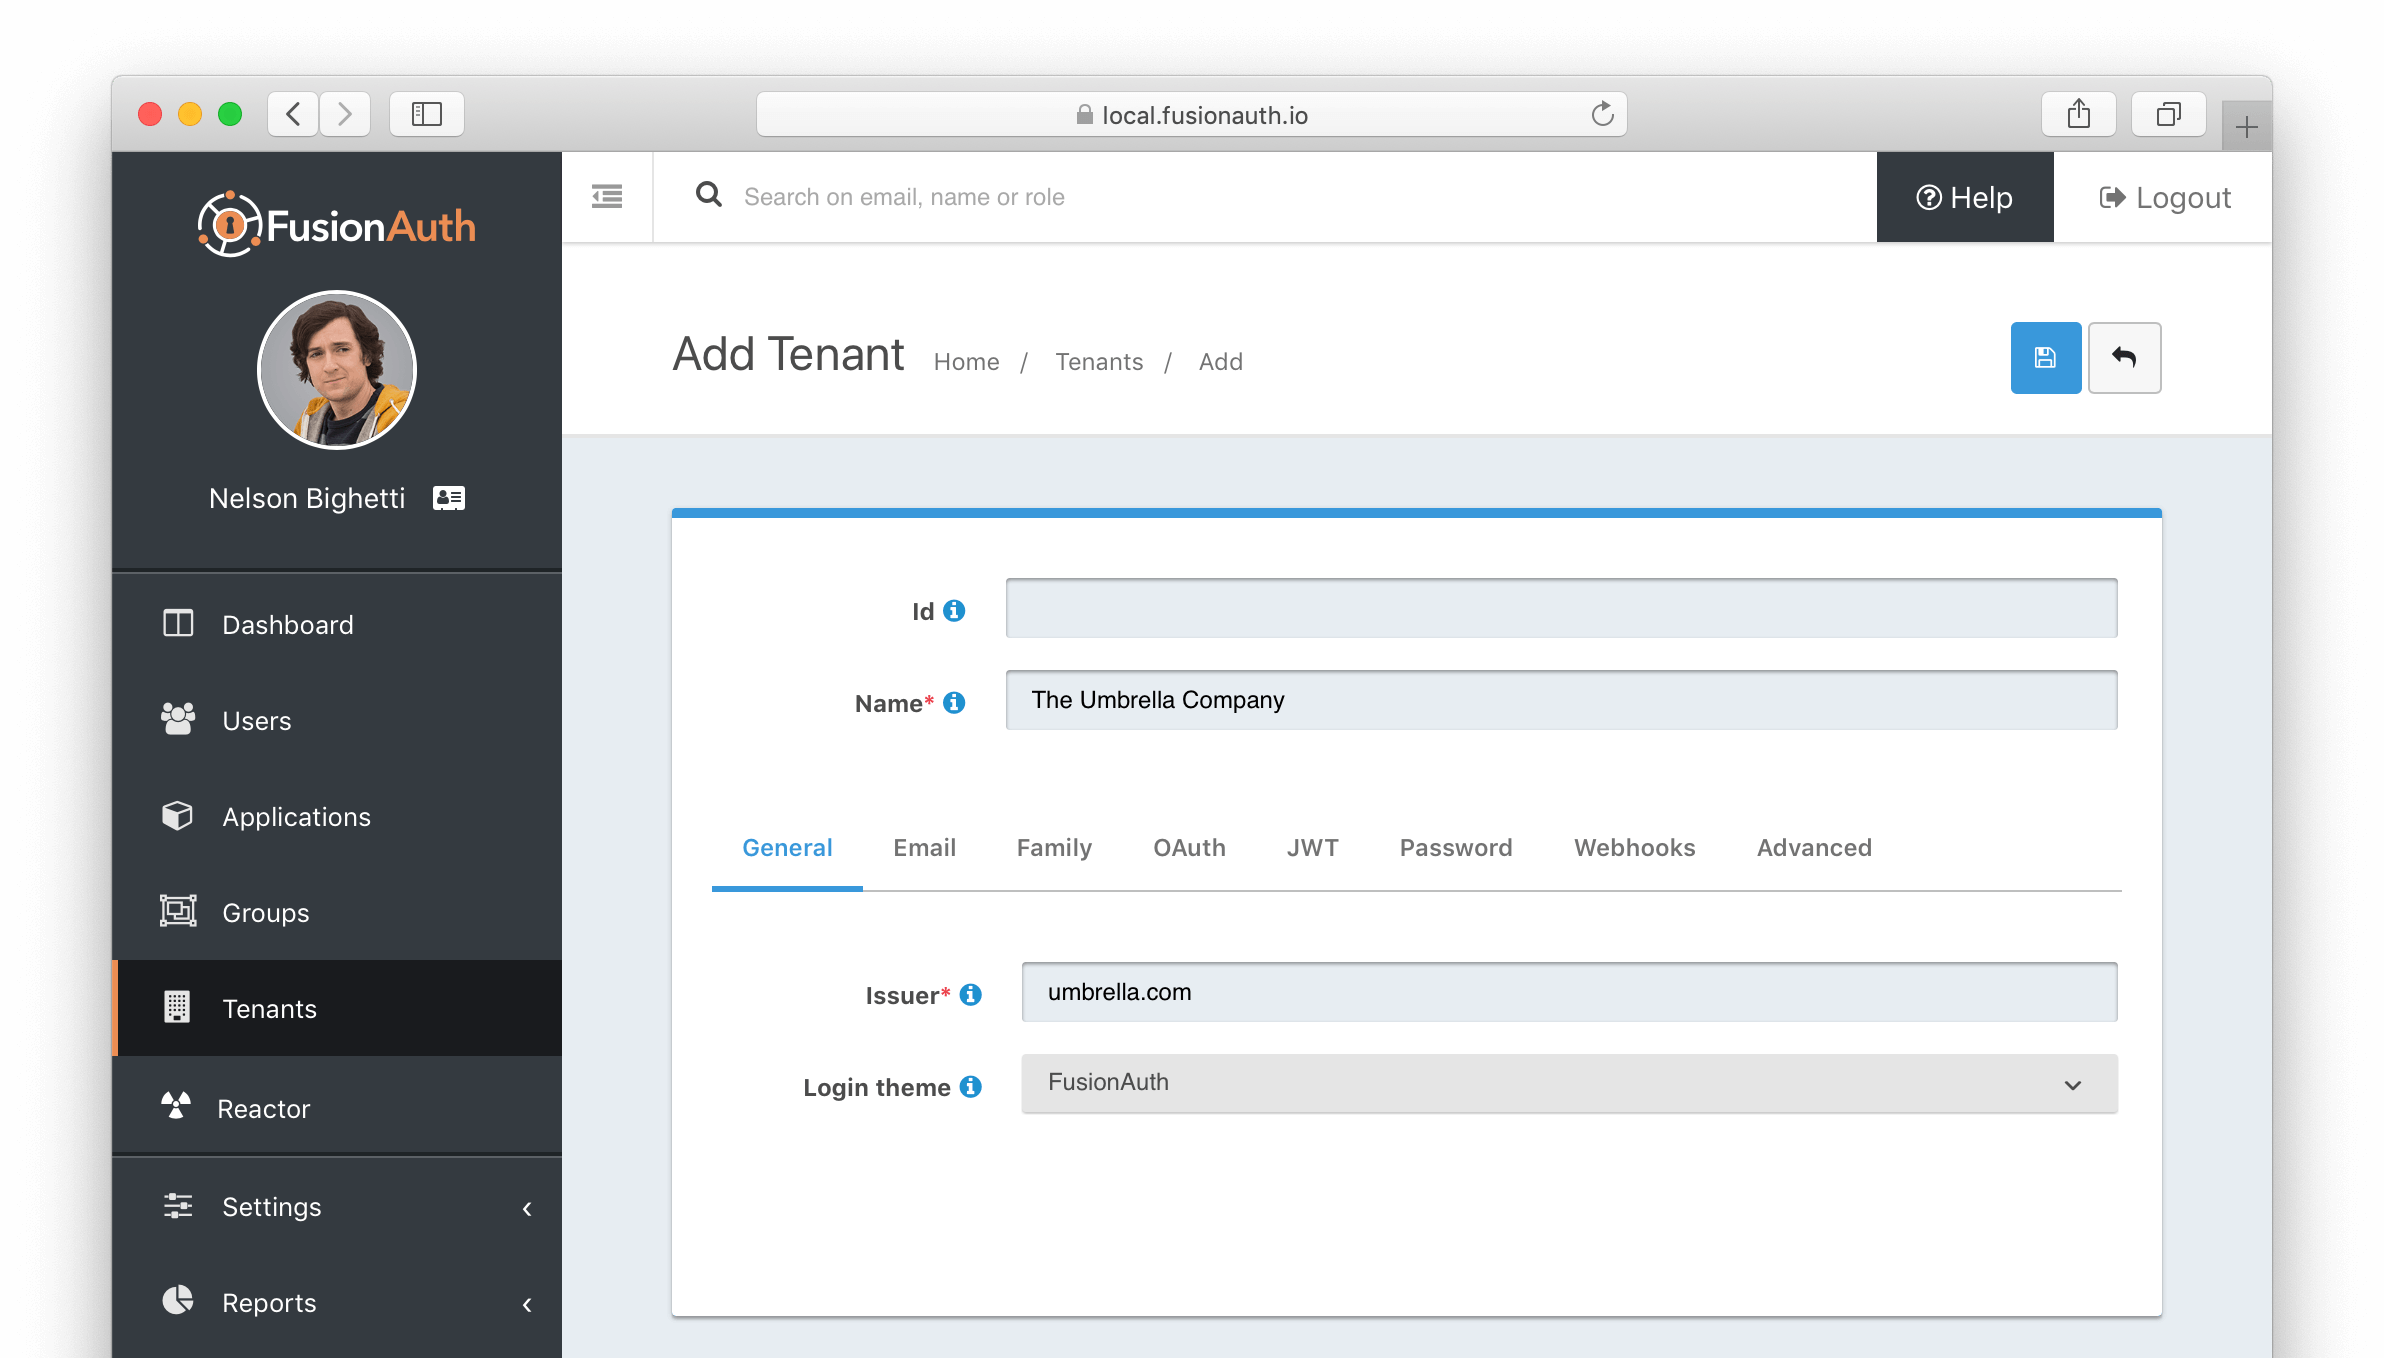 local.fusionauth.io
FusionAuth
Search on email, name or role
Help
Logout
Nelson Bighetti
Add Tenant
Home / Tenants / Add
Dashboard
Users
Applications
Groups
Tenants
Reactor
Settings
Reports
Id
Name*
The Umbrella Company
General Email Family OAuth JWT Password Webhooks Advanced
Issuer*
umbrella.com
Login theme
FusionAuth